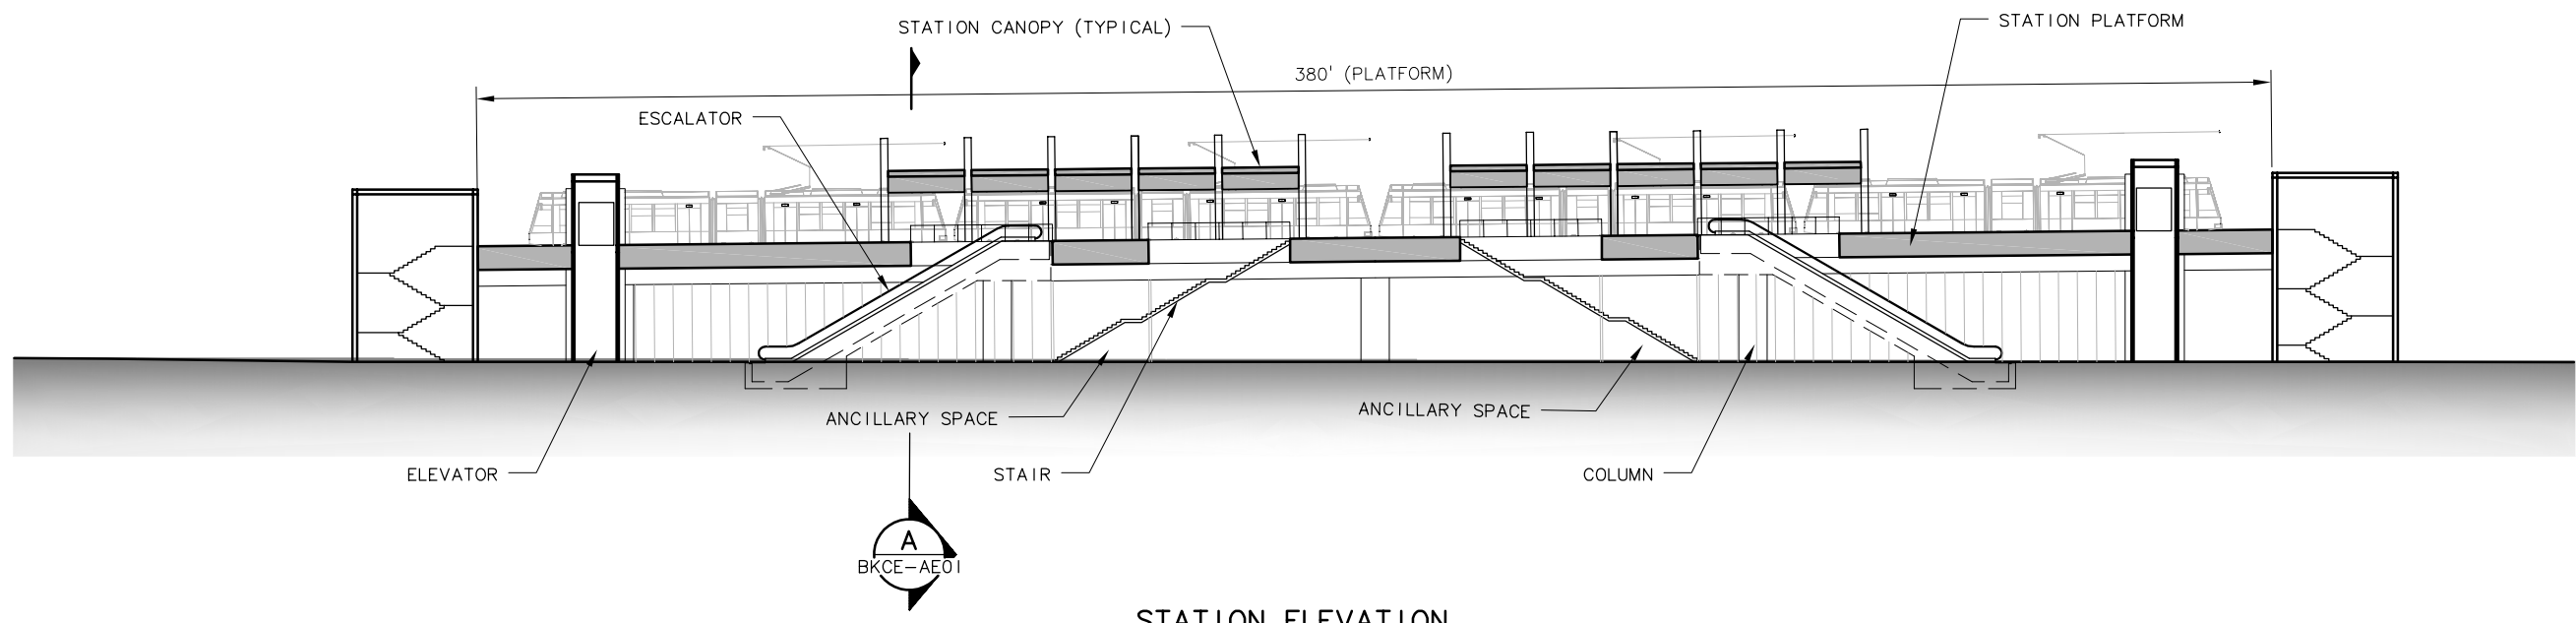 STATION CANOPY (TYPICAL)
STATION PLATFORM
380' (PLATFORM)
ESCALATOR
ANCILLARY SPACE
ANCILLARY SPACE
ELEVATOR
STAIR
COLUMN
A
BKCE-AE01
STATION ELEVATION